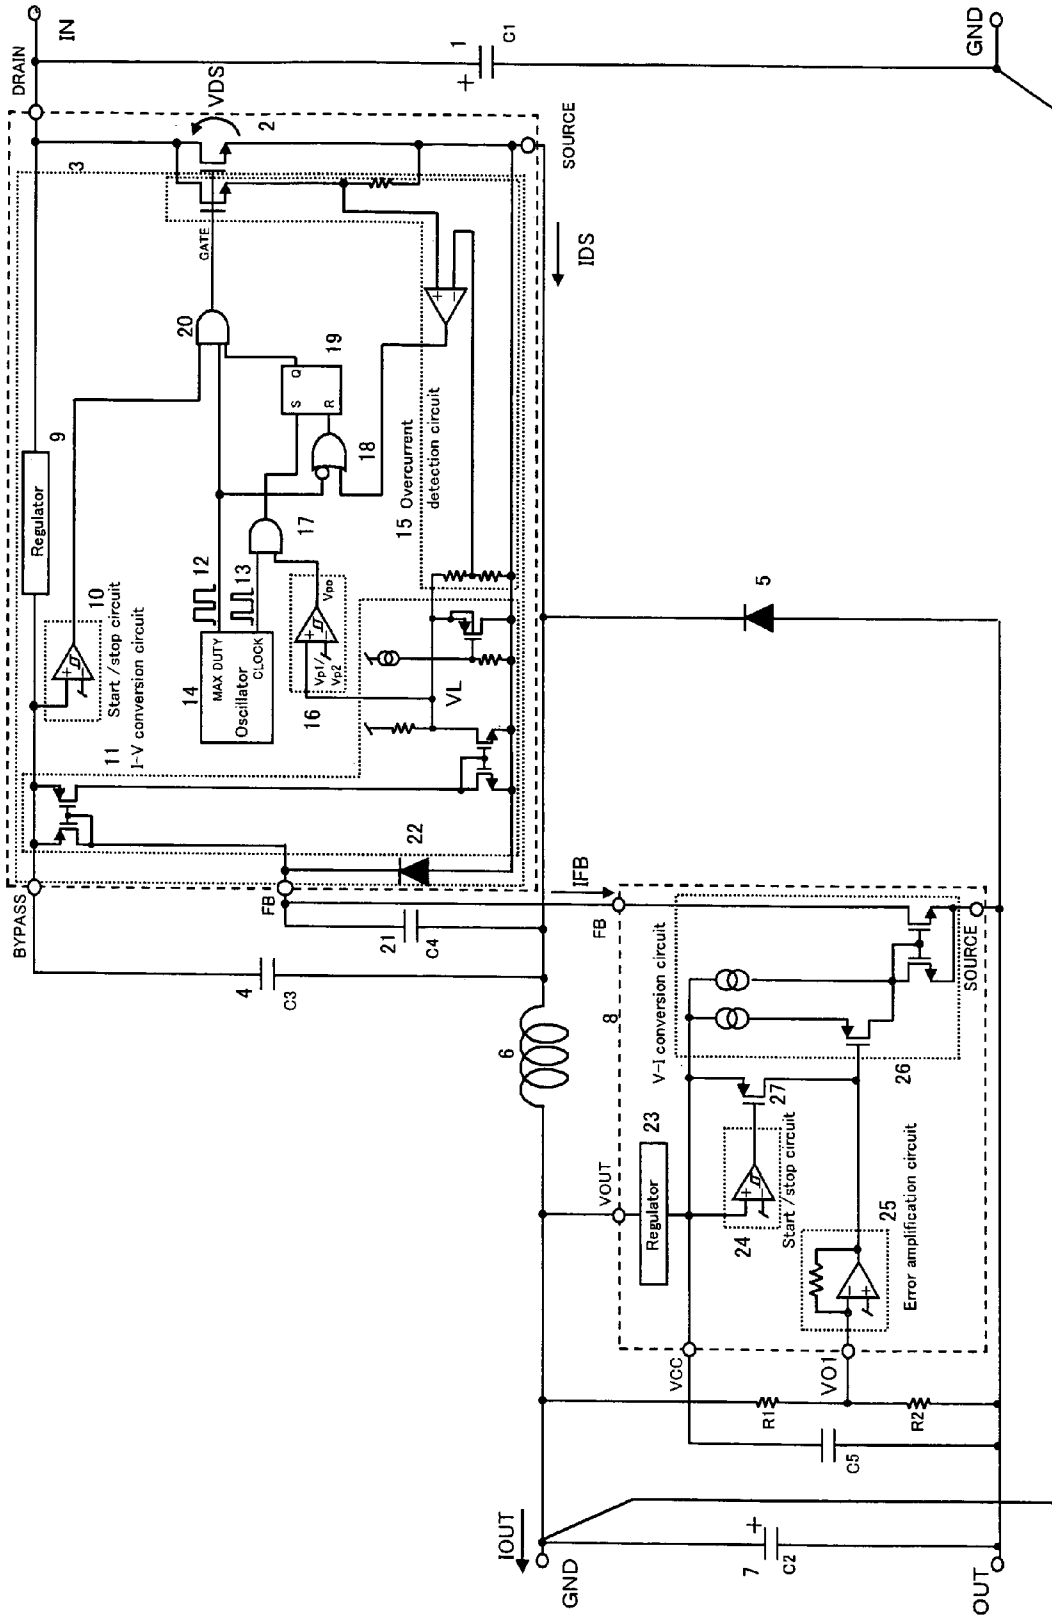 IN
DRAIN
1
+
C1
GND
VDS
2
3
SOURCE
IDS
GATE
20
9
Regulator
19
Q
S
R
18
+
−
15 Overcurrent
detection circuit
17
12
13
10
Start /stop circuit
+
−
14
MAX DUTY
Oscillator
CLOCK
Vpo
+
−
Vp1/
Vp2
16
VL
11
I-V conversion circuit
22
BYPASS
FB
21
C4
4
C3
IFB
5
6
8
FB
V-I conversion circuit
SOURCE
26
27
23
VOUT
Regulator
+
−
24
Start /stop circuit
25
−
+
Error amplification circuit
VCC
VO1
R1
R2
C5
IOUT
GND
7
+
C2
OUT